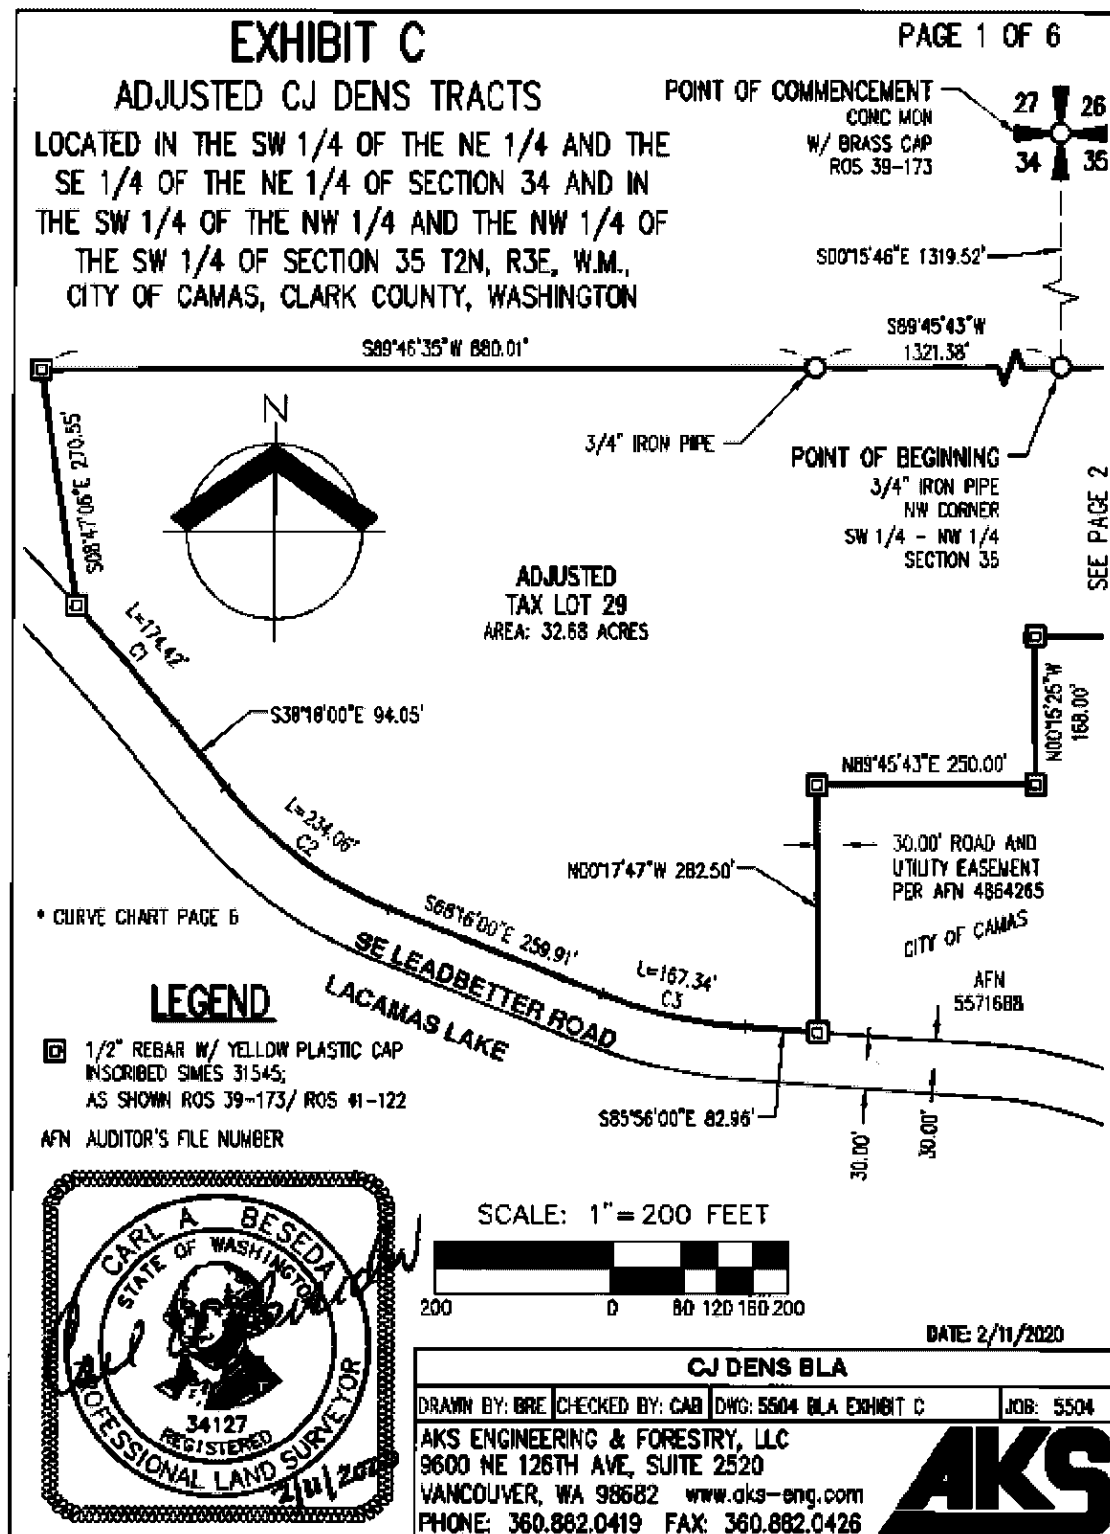 EXHIBIT C
PAGE 1 OF 6
ADJUSTED CJ DENS TRACTS
LOCATED IN THE SW 1/4 OF THE NE 1/4 AND THE
SE 1/4 OF THE NE 1/4 OF SECTION 34 AND IN
THE SW 1/4 OF THE NW 1/4 AND THE NW 1/4 OF
THE SW 1/4 OF SECTION 35 T2N, R3E, W.M.,
CITY OF CAMAS, CLARK COUNTY, WASHINGTON
POINT OF COMMENCEMENT
CONC MON
W/ BRASS CAP
ROS 39-173
27 26
34 35
S00°15'46"E 1319.52'
S89°46'35"W 880.01'
S89°45'43"W
1321.38'
3/4" IRON PIPE
POINT OF BEGINNING
3/4" IRON PIPE
NW CORNER
SW 1/4 - NW 1/4
SECTION 35
SEE PAGE 2
S08°47'06"E 270.55'
N
ADJUSTED
TAX LOT 29
AREA: 32.68 ACRES
L=174.42'
C1
S38°18'00"E 94.05'
N00°15'25"W
168.00'
N89°45'43"E 250.00'
L=234.06'
C2
30.00' ROAD AND
UTILITY EASEMENT
PER AFN 4864265
N00°17'47"W 282.50'
* CURVE CHART PAGE 6
S68°16'00"E 259.91'
CITY OF CAMAS
AFN
5571688
L=167.34'
C3
SE LEADBETTER ROAD
LACAMAS LAKE
LEGEND
1/2" REBAR W/ YELLOW PLASTIC CAP
INSCRIBED SIMES 31545;
AS SHOWN ROS 39-173/ ROS 41-122
AFN AUDITOR'S FILE NUMBER
S85°56'00"E 82.96'
30.00'
30.00'
CARL A BESEDA
STATE OF WASHINGTON
34127
REGISTERED
PROFESSIONAL LAND SURVEYOR
2/11/2020
SCALE: 1"= 200 FEET
200 0 80 120 160 200
DATE: 2/11/2020
CJ DENS BLA
DRAWN BY: BRE CHECKED BY: CAB DWG: 5504 BLA EXHIBIT C JOB: 5504
AKS ENGINEERING & FORESTRY, LLC
9600 NE 126TH AVE, SUITE 2520
VANCOUVER, WA 98682 www.aks-eng.com
PHONE: 360.882.0419 FAX: 360.882.0426
AKS